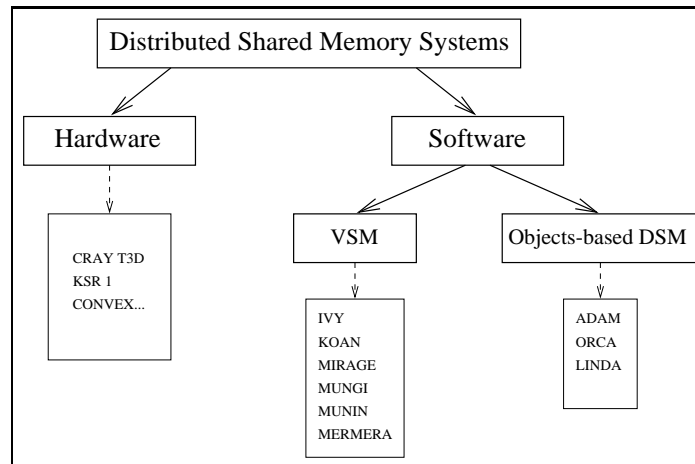 Distributed Shared Memory Systems
Hardware
Software
VSM
Objects-based DSM
CRAY T3D
KSR 1
CONVEX...
IVY
KOAN
MIRAGE
MUNGI
MUNIN
MERMERA
ADAM
ORCA
LINDA